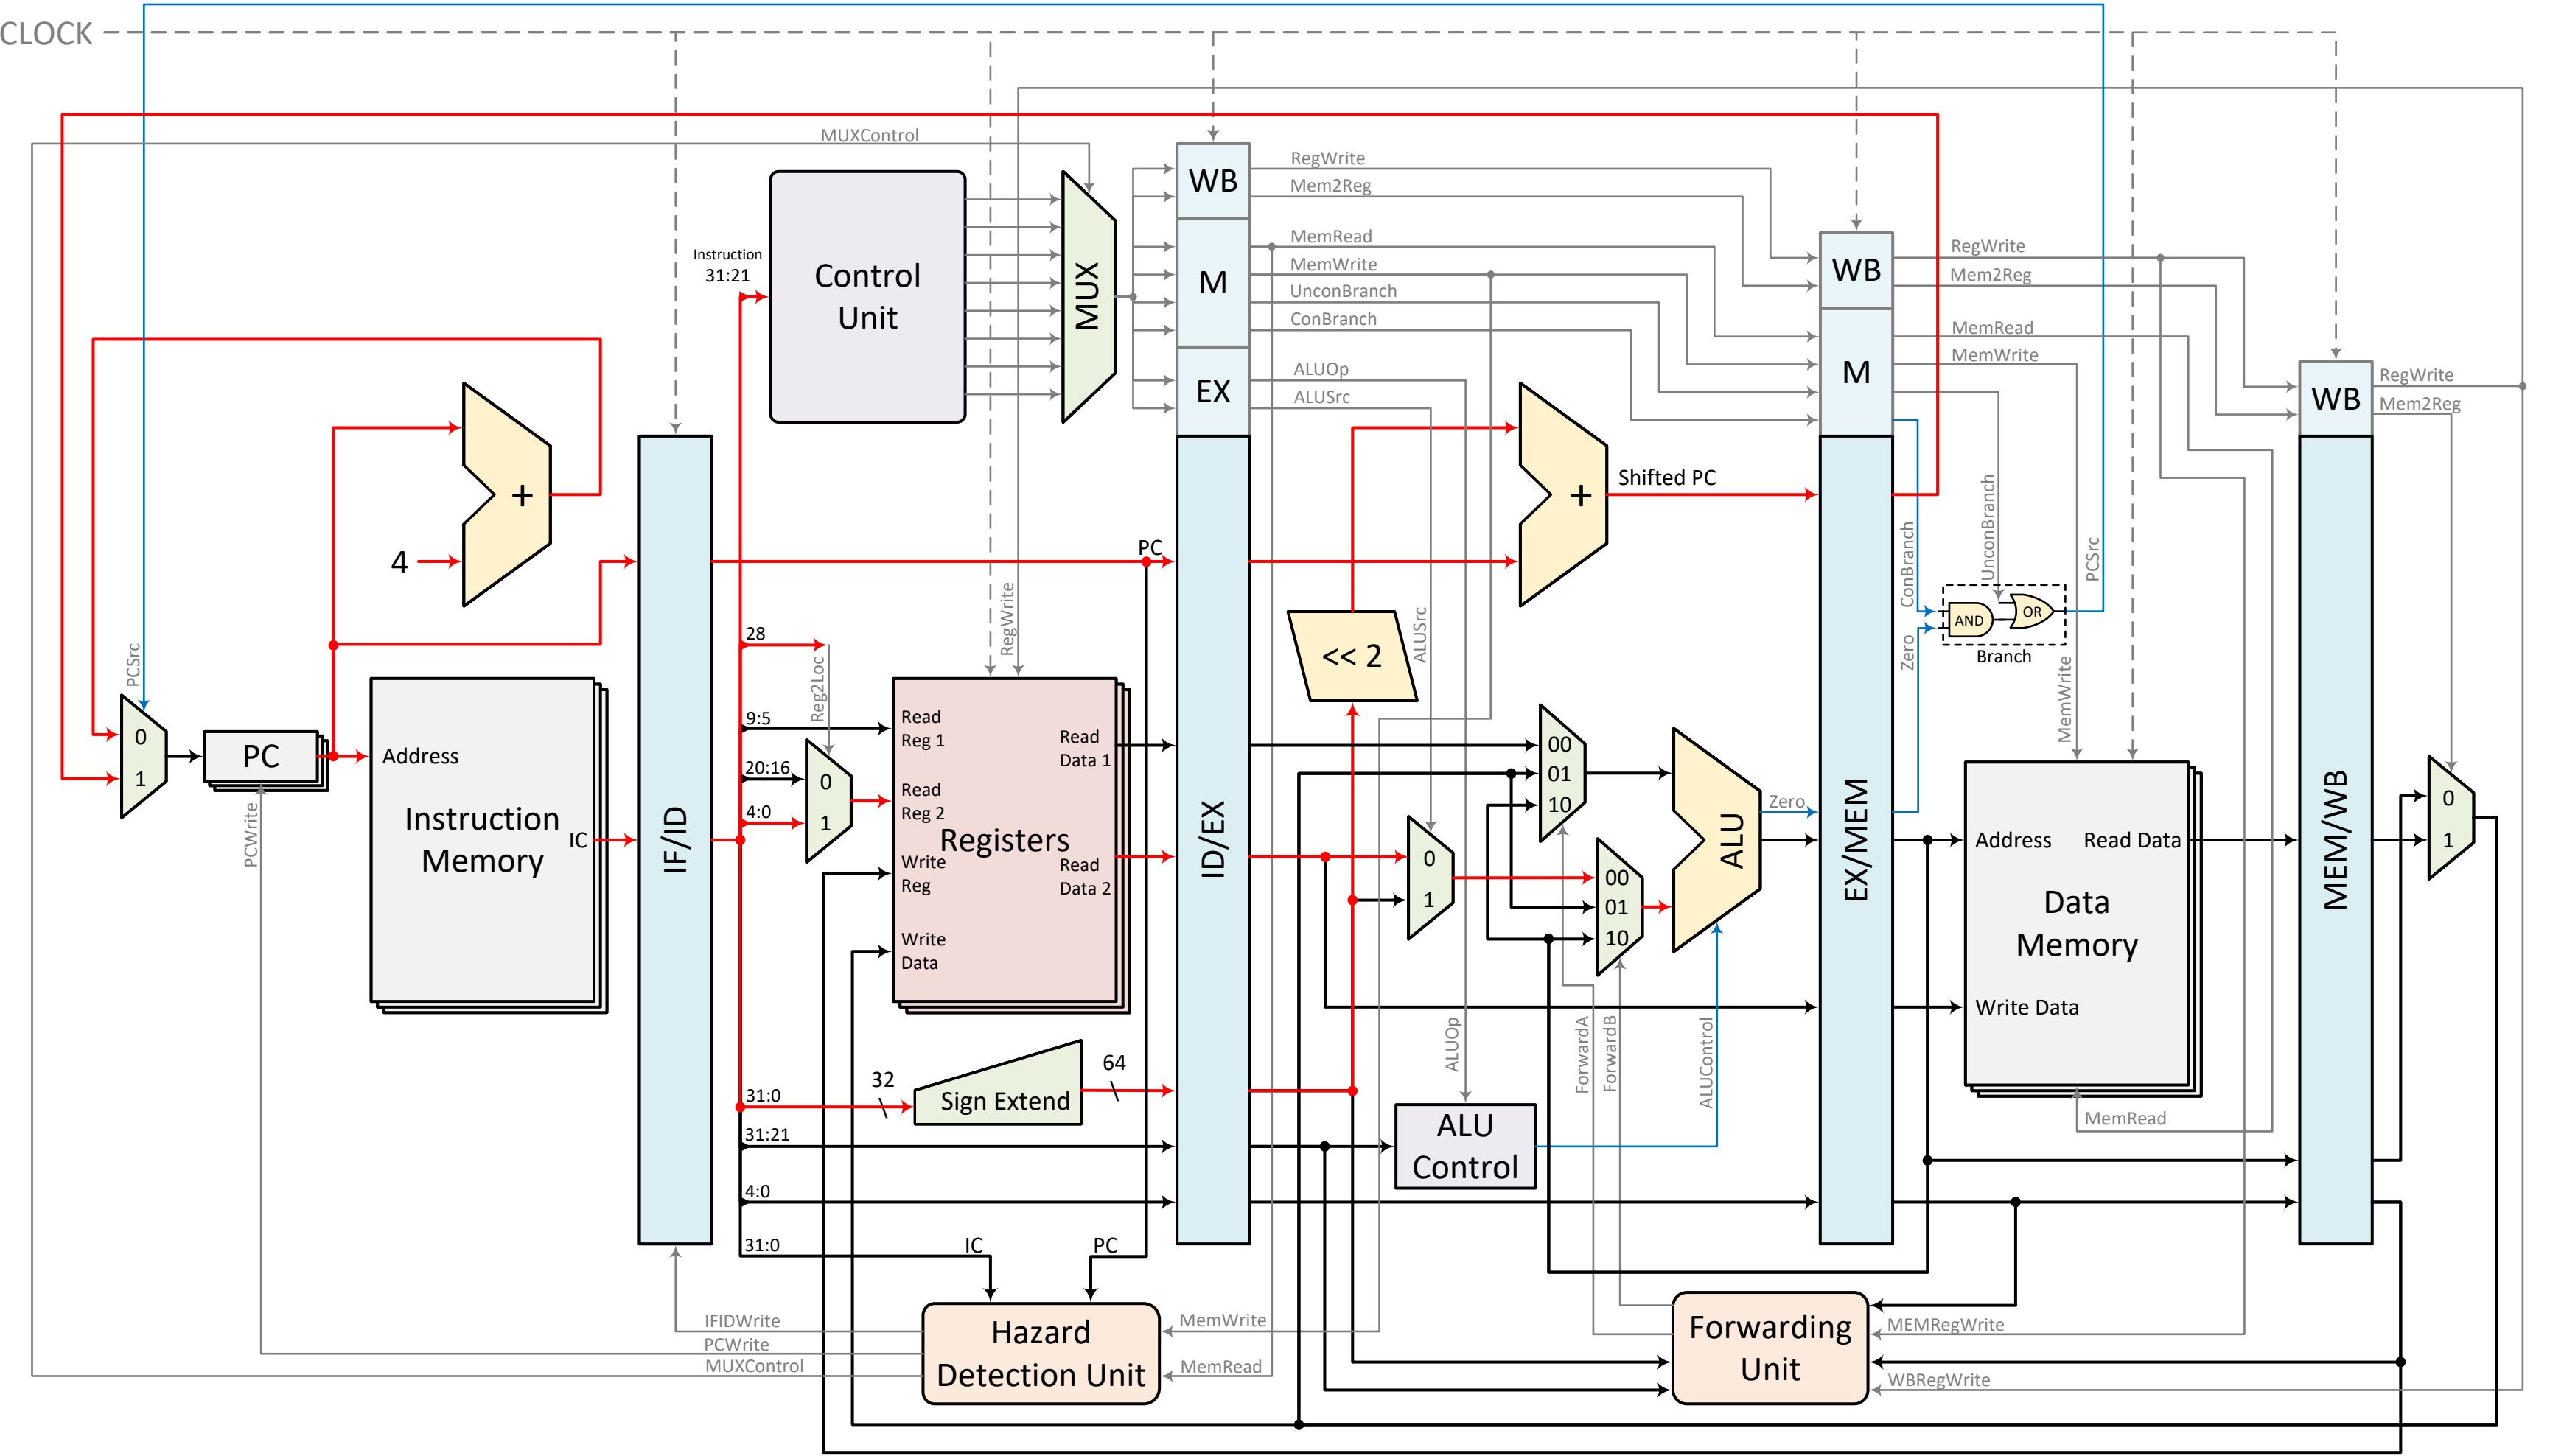 CLOCK
MUXControl
RegWrite
Mem2Reg
MemRead
MemWrite
UnconBranch
ConBranch
ALUOp
ALUSrc
WB
M
EX
Instruction
31:21
Control
Unit
MUX
RegWrite
Mem2Reg
MemRead
MemWrite
WB
M
RegWrite
Mem2Reg
WB
+
4
+
Shifted PC
PC
PCSrc
0
1
PC
PCWrite
Address
Instruction
Memory
IC
IF/ID
28
Reg2Loc
9:5
20:16
4:0
0
1
RegWrite
Read
Reg 1
Read
Reg 2
Registers
Write
Reg
Write
Data
Read
Data 1
Read
Data 2
ID/EX
<< 2
ALUSrc
0
1
00
01
10
00
01
10
ALU
Zero
ALUOp
ForwardA
ForwardB
ALUControl
EX/MEM
ConBranch
Zero
UnconBranch
AND
OR
Branch
PCSrc
MemWrite
Address
Read Data
Data
Memory
Write Data
MemRead
MEM/WB
0
1
31:0
32
Sign Extend
64
31:21
ALU
Control
4:0
31:0
IC
PC
IFIDWrite
PCWrite
MUXControl
Hazard
Detection Unit
MemWrite
MemRead
Forwarding
Unit
MEMRegWrite
WBRegWrite